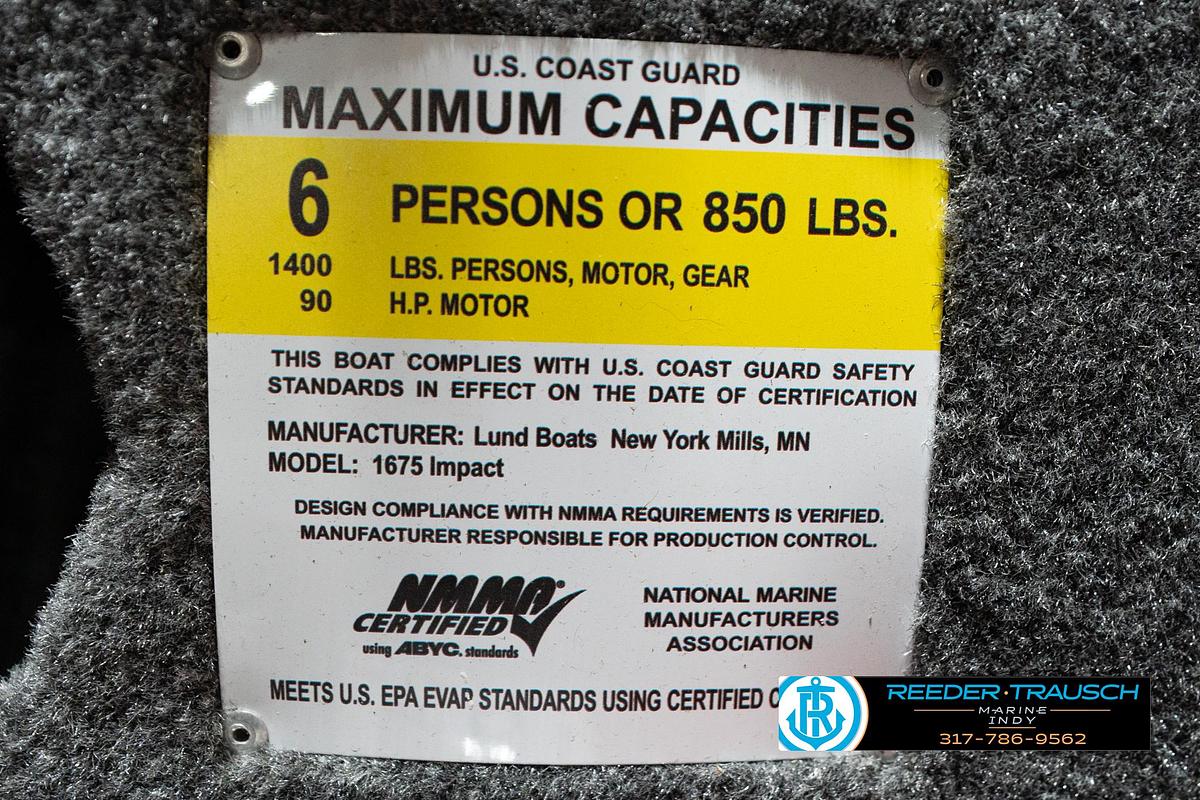 U.S. COAST GUARD
MAXIMUM CAPACITIES
6 PERSONS OR 850 LBS.
1400 LBS. PERSONS, MOTOR, GEAR
90 H.P. MOTOR
THIS BOAT COMPLIES WITH U.S. COAST GUARD SAFETY
STANDARDS IN EFFECT ON THE DATE OF CERTIFICATION
MANUFACTURER: Lund Boats New York Mills, MN
MODEL: 1675 Impact
DESIGN COMPLIANCE WITH NMMA REQUIREMENTS IS VERIFIED.
MANUFACTURER RESPONSIBLE FOR PRODUCTION CONTROL.
NMMA®
CERTIFIED
using ABYC. standards
NATIONAL MARINE
MANUFACTURERS
ASSOCIATION
MEETS U.S. EPA EVAP STANDARDS USING CERTIFIED
R
REEDER·TRAUSCH
MARINE
INDY
317-786-9562